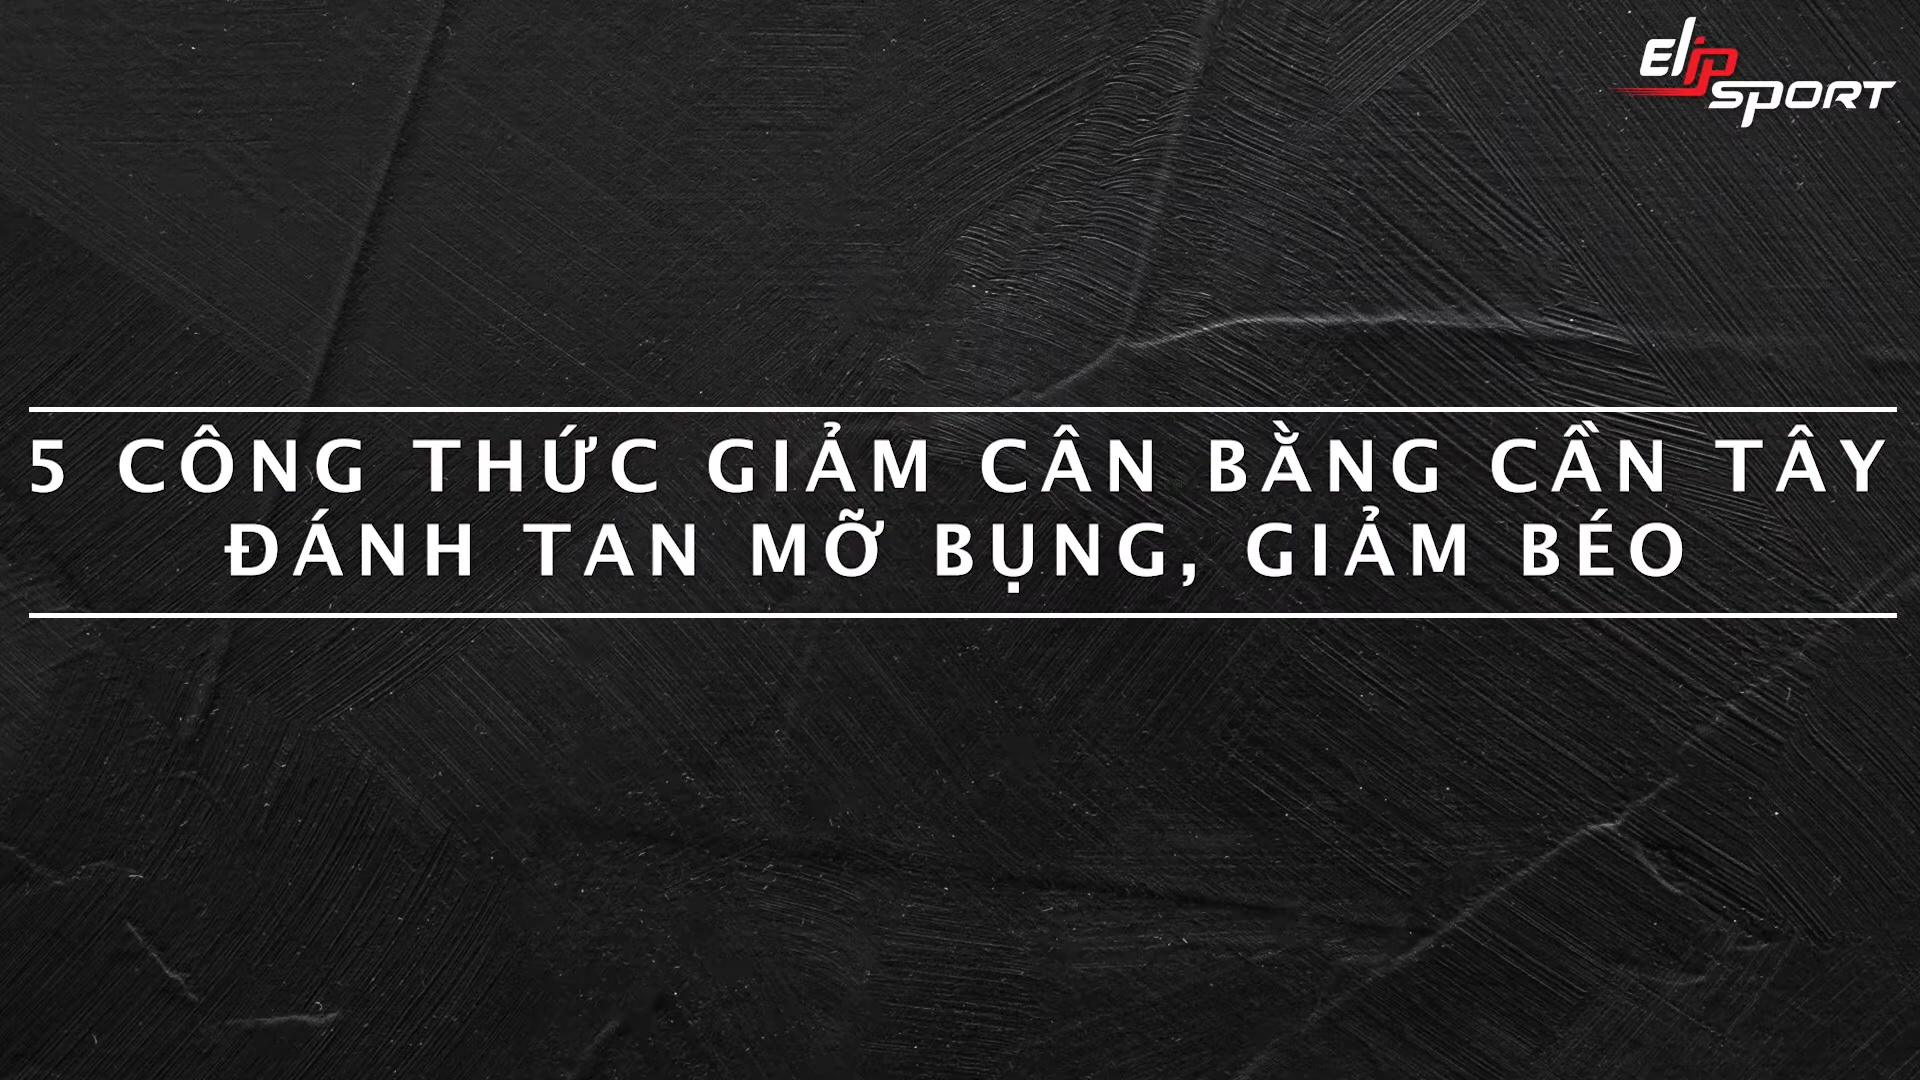 Elip
SPORT
5 CÔNG THỨC GIẢM CÂN BẰNG CẦN TÂY
ĐÁNH TAN MỠ BỤNG, GIẢM BÉO